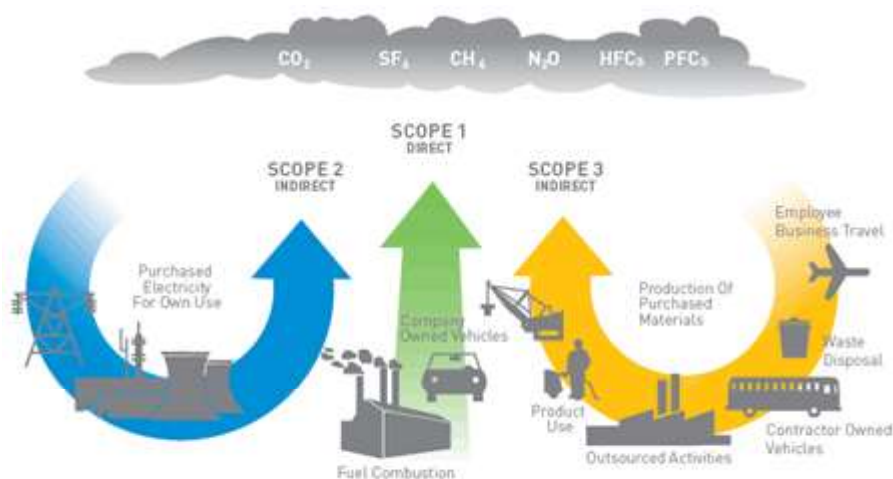 CO₂ SF₆ CH₄ N₂O HFCs PFCs
SCOPE 1
DIRECT
SCOPE 2
INDIRECT
SCOPE 3
INDIRECT
Purchased
Electricity
For Own Use
Company
Owned Vehicles
Fuel Combustion
Production Of
Purchased
Materials
Employee
Business Travel
Waste
Disposal
Product
Use
Outsourced Activities
Contractor Owned
Vehicles